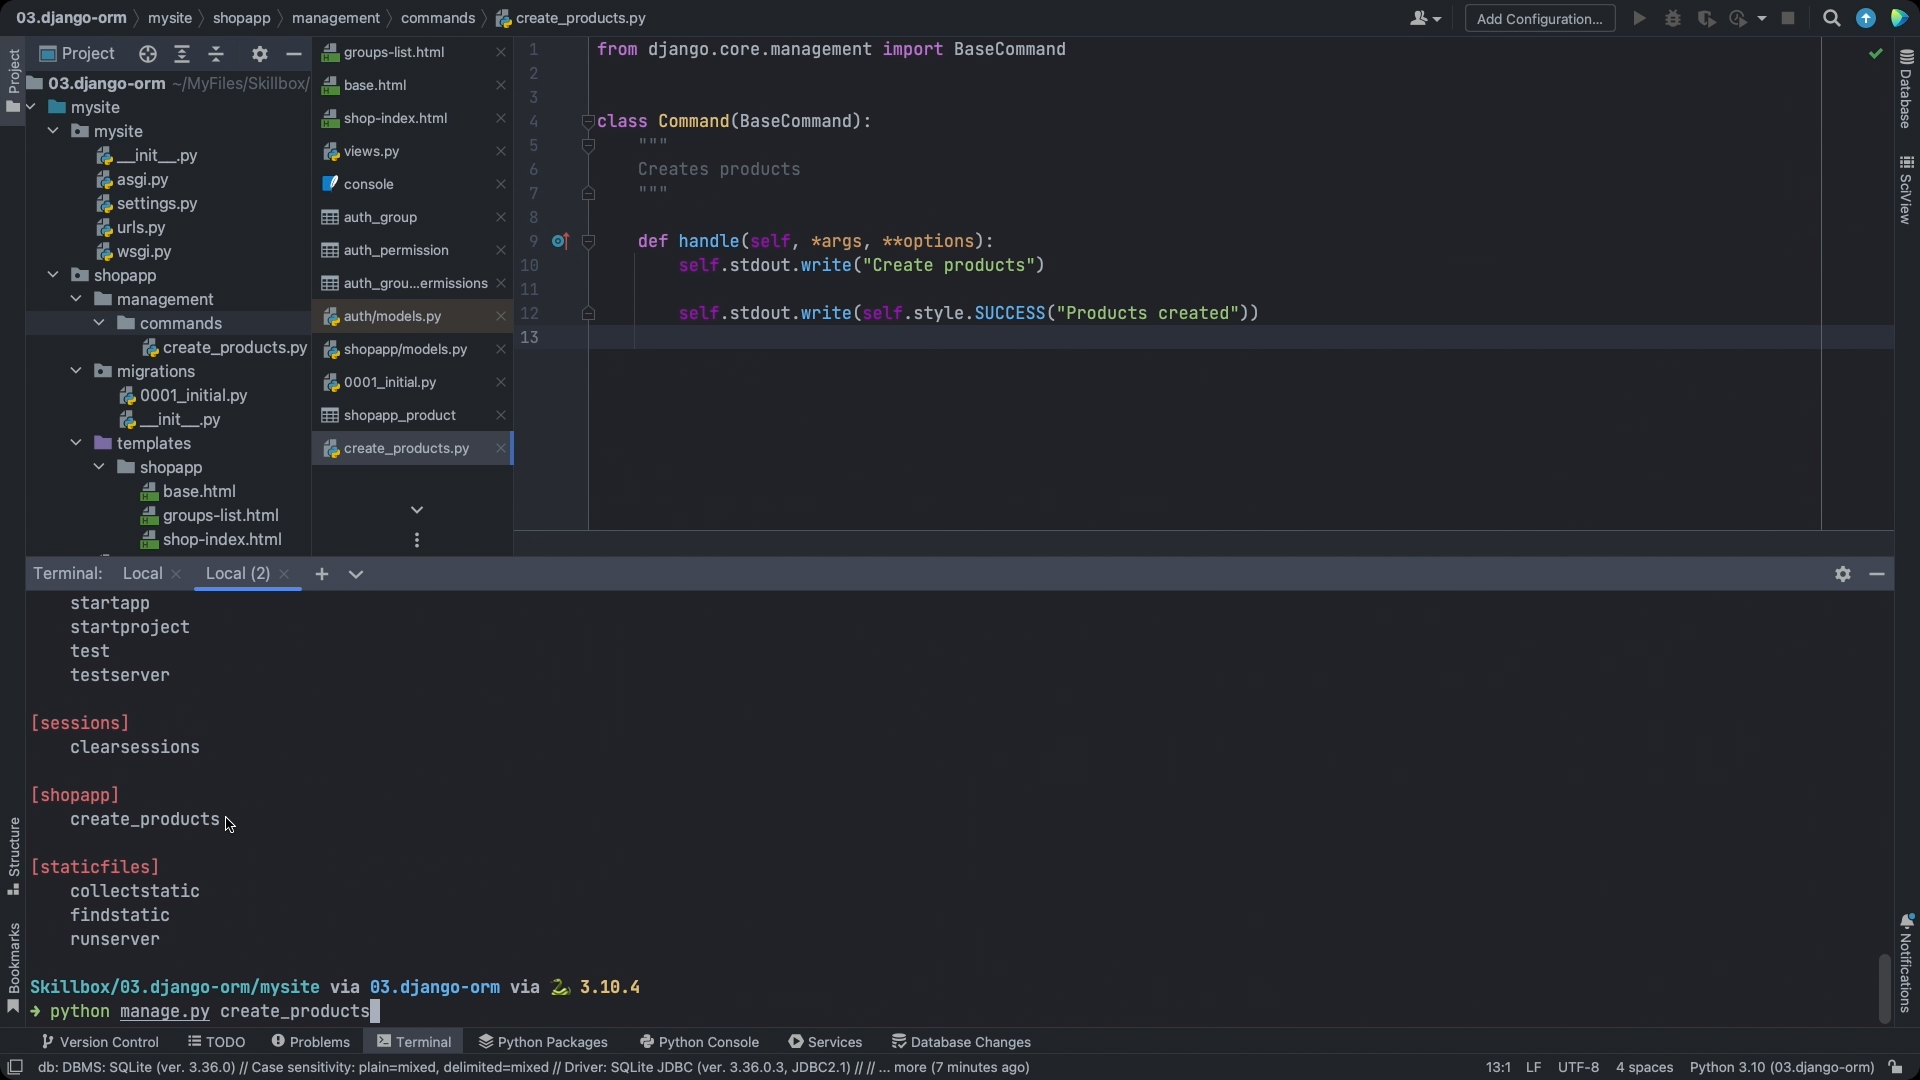 03.django-orm mysite shopapp management commands create_products.py
Add Configuration...
Project
Project
03.django-orm ~/MyFiles/Skillbox/
mysite
mysite
__init__.py
asgi.py
settings.py
urls.py
wsgi.py
shopapp
management
commands
create_products.py
migrations
0001_initial.py
__init__.py
templates
shopapp
base.html
groups-list.html
shop-index.html
groups-list.html
base.html
shop-index.html
views.py
console
auth_group
auth_permission
auth_grou...ermissions
auth/models.py
shopapp/models.py
0001_initial.py
shopapp_product
create_products.py
1 from django.core.management import BaseCommand
2
3
4 class Command(BaseCommand):
5 """
6 Creates products
7 """
8
9 def handle(self, *args, **options):
10 self.stdout.write("Create products")
11
12 self.stdout.write(self.style.SUCCESS("Products created"))
13
Database
SciView
Notifications
Structure
Bookmarks
Terminal: Local Local (2)
startapp
startproject
test
testserver
[sessions]
clearsessions
[shopapp]
create_products
[staticfiles]
collectstatic
findstatic
runserver
Skillbox/03.django-orm/mysite via 03.django-orm via 🐍 3.10.4
➜ python manage.py create_products
Version Control TODO Problems Terminal Python Packages Python Console Services Database Changes
db: DBMS: SQLite (ver. 3.36.0) // Case sensitivity: plain=mixed, delimited=mixed // Driver: SQLite JDBC (ver. 3.36.0.3, JDBC2.1) // // ... more (7 minutes ago) 13:1 LF UTF-8 4 spaces Python 3.10 (03.django-orm)